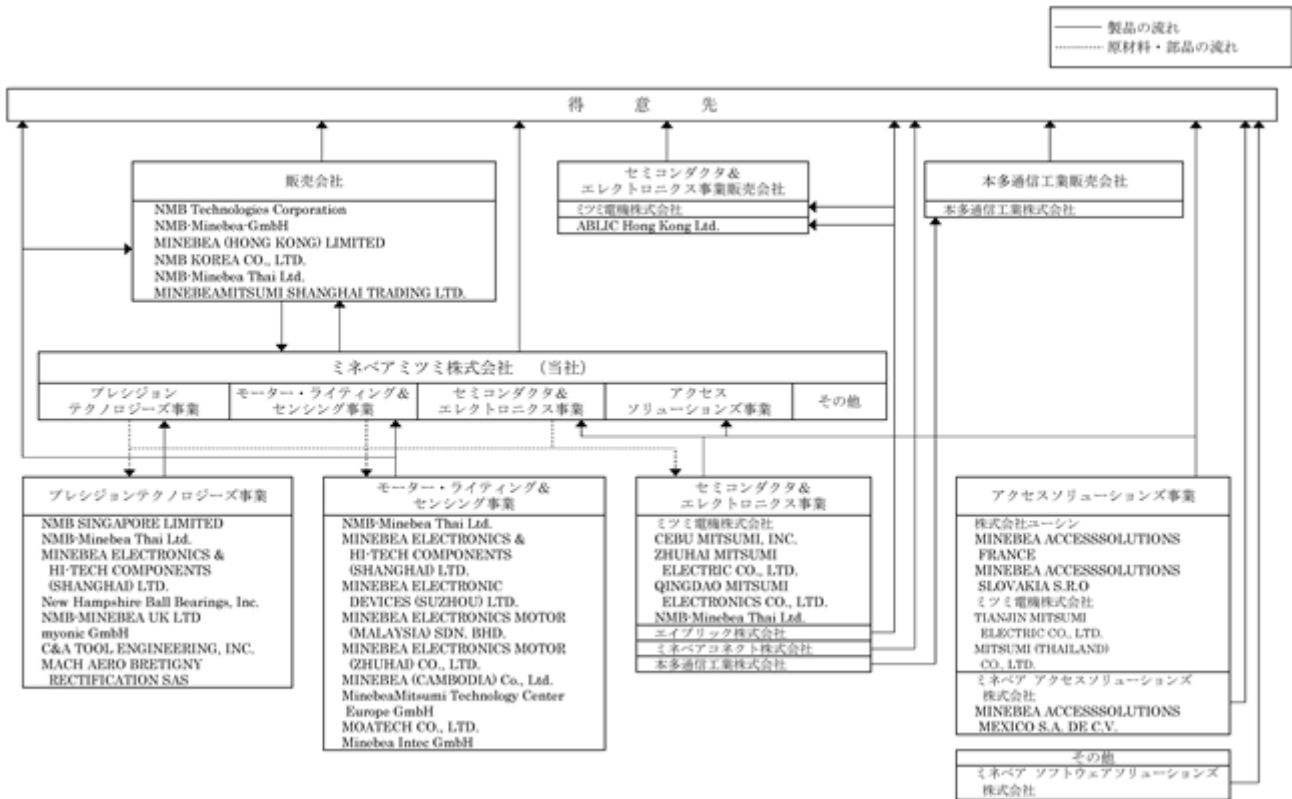 製品の流れ
原材料・部品の流れ
得意先
販売会社
NMB Technologies Corporation
NMB-Minebea-GmbH
MINEBEA (HONG KONG) LIMITED
NMB KOREA CO., LTD.
NMB-Minebea Thai Ltd.
MINEBEAMITSUMI SHANGHAI TRADING LTD.
セミコンダクタ&
エレクトロニクス事業販売会社
ミツミ電機株式会社
ABLIC Hong Kong Ltd.
本多通信工業販売会社
本多通信工業株式会社
ミネベアミツミ株式会社 (当社)
プレシジョン
テクノロジーズ事業
モーター・ライティング&
センシング事業
セミコンダクタ&
エレクトロニクス事業
アクセス
ソリューションズ事業
その他
プレシジョンテクノロジーズ事業
NMB SINGAPORE LIMITED
NMB-Minebea Thai Ltd.
MINEBEA ELECTRONICS &
HI-TECH COMPONENTS
(SHANGHAI) LTD.
New Hampshire Ball Bearings, Inc.
NMB-MINEBEA UK LTD
myonic GmbH
C&A TOOL ENGINEERING, INC.
MACH AERO BRETIGNY
RECTIFICATION SAS
モーター・ライティング&
センシング事業
NMB-Minebea Thai Ltd.
MINEBEA ELECTRONICS &
HI-TECH COMPONENTS
(SHANGHAI) LTD.
MINEBEA ELECTRONIC
DEVICES (SUZHOU) LTD.
MINEBEA ELECTRONICS MOTOR
(MALAYSIA) SDN. BHD.
MINEBEA ELECTRONICS MOTOR
(ZHUHAI) CO., LTD.
MINEBEA (CAMBODIA) Co., Ltd.
MinebeaMitsumi Technology Center
Europe GmbH
MOATECH CO., LTD.
Minebea Intec GmbH
セミコンダクタ&
エレクトロニクス事業
ミツミ電機株式会社
CEBU MITSUMI, INC.
ZHUHAI MITSUMI
ELECTRIC CO., LTD.
QINGDAO MITSUMI
ELECTRONICS CO., LTD.
NMB-Minebea Thai Ltd.
エイブリック株式会社
ミネベアコネクト株式会社
本多通信工業株式会社
アクセスソリューションズ事業
株式会社ユーシン
MINEBEA ACCESSSOLUTIONS
FRANCE
MINEBEA ACCESSSOLUTIONS
SLOVAKIA S.R.O
ミツミ電機株式会社
TIANJIN MITSUMI
ELECTRIC CO., LTD.
MITSUMI (THAILAND)
CO., LTD.
ミネベア アクセスソリューションズ
株式会社
MINEBEA ACCESSSOLUTIONS
MEXICO S.A. DE C.V.
その他
ミネベア ソフトウェアソリューションズ
株式会社